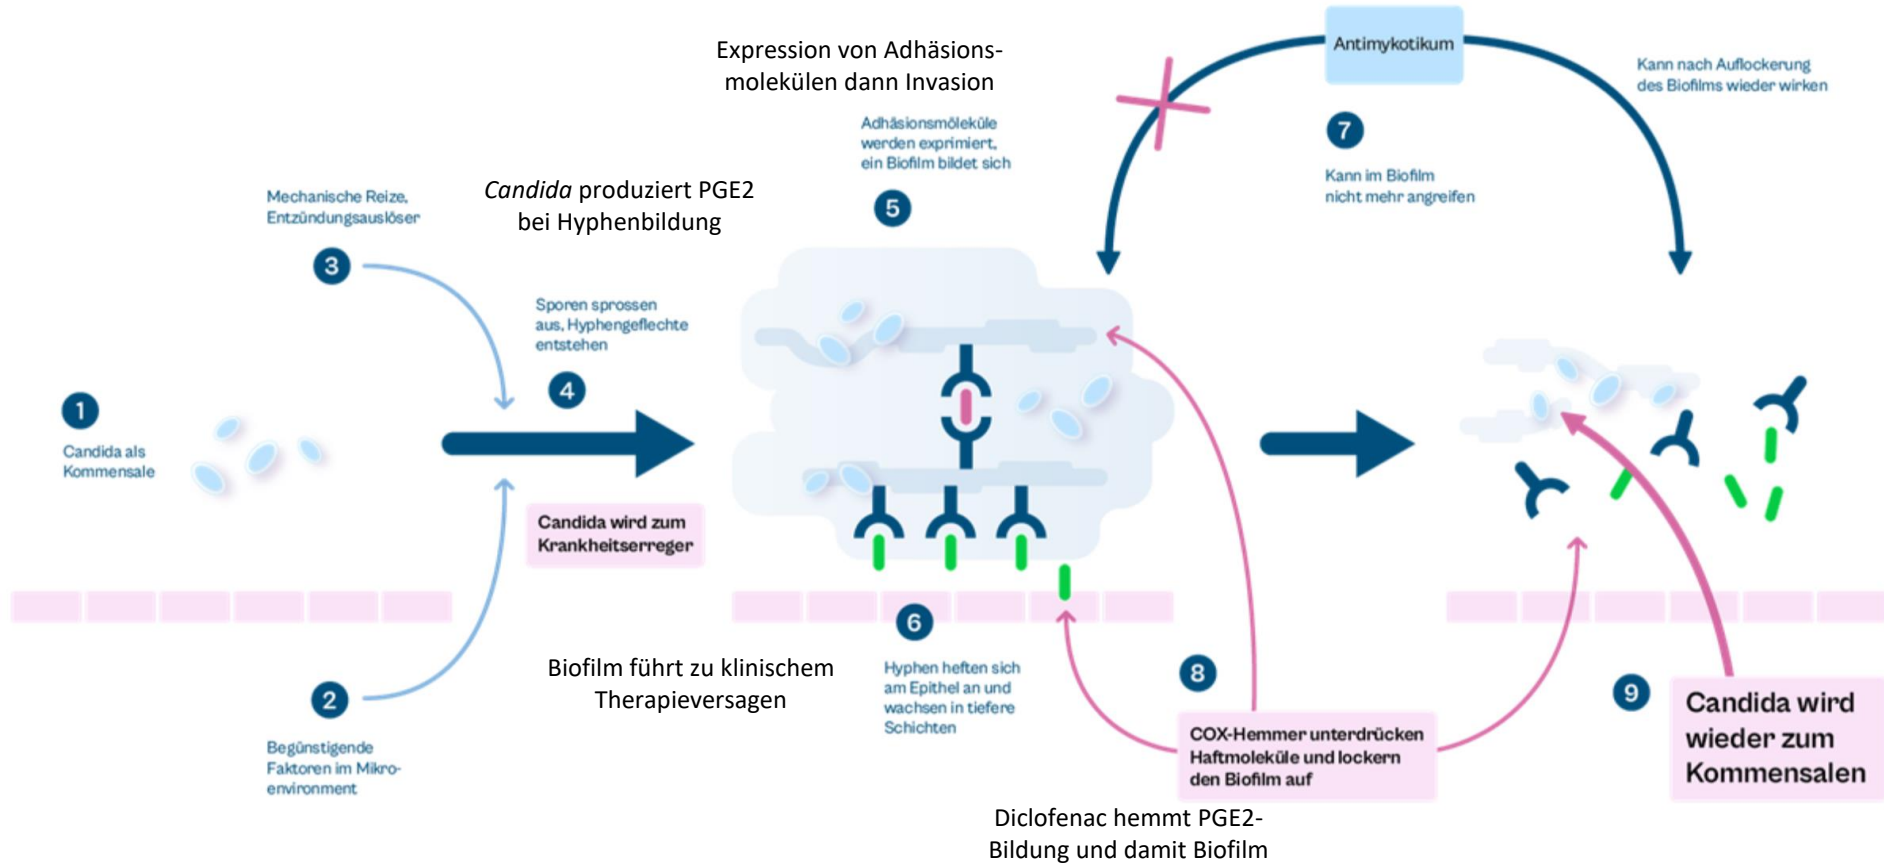 Expression von Adhäsions-
molekülen dann Invasion
Antimykotikum
Kann nach Auflockerung
des Biofilms wieder wirken
Adhäsionsmöleküle
werden exprimiert,
ein Biofilm bildet sich
5
7
Kann im Biofilm
nicht mehr angreifen
Mechanische Reize,
Entzündungsauslöser
3
Candida produziert PGE2
bei Hyphenbildung
Sporen sprossen
aus, Hyphengeflechte
entstehen
4
1
Candida als
Kommensale
Candida wird zum
Krankheitserreger
2
Begünstigende
Faktoren im Mikro-
environment
Biofilm führt zu klinischem
Therapieversagen
6
Hyphen heften sich
am Epithel an und
wachsen in tiefere
Schichten
8
COX-Hemmer unterdrücken
Haftmoleküle und lockern
den Biofilm auf
Diclofenac hemmt PGE2-
Bildung und damit Biofilm
9
Candida wird
wieder zum
Kommensalen